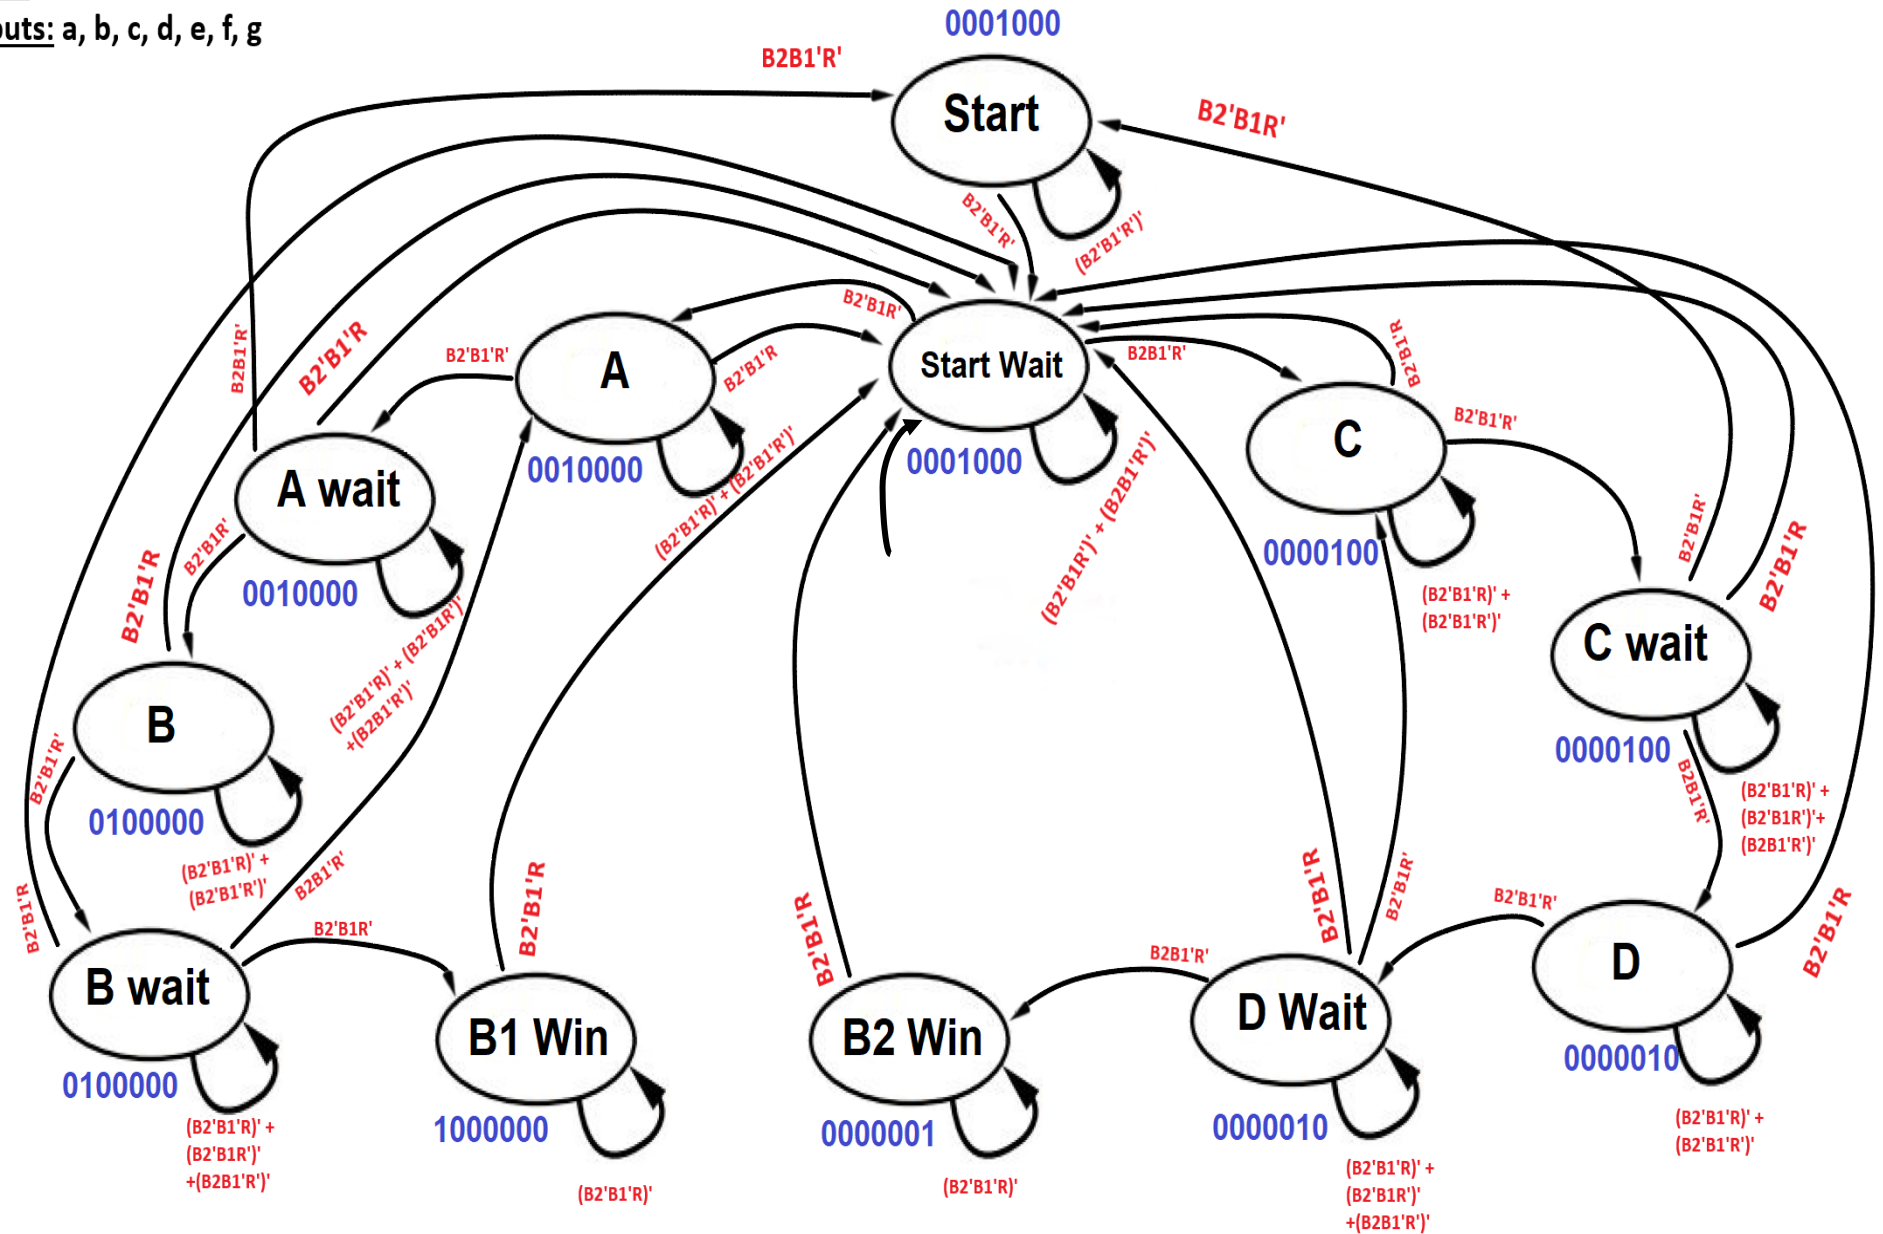 puts: a, b, c, d, e, f, g
0001000
B2B1'R'
Start
B2'B1R'
B2'B1'R'
(B2'B1'R')'
B2'B1R'
B2B1'R'
B2'B1'R
B2B1'R'
B2'B1'R
B2'B1'R'
A
B2'B1'R
Start Wait
C
B2'B1'R'
0010000
0001000
(B2'B1'R)' + (B2'B1'R')'
(B2'B1R')' + (B2B1'R')'
A wait
B2'B1R'
0010000
0000100
B2'B1R'
B2'B1'R
(B2'B1'R)' +
(B2'B1'R')'
B2'B1'R
(B2'B1'R)' + (B2'B1R')'
+(B2B1'R')'
C wait
B
B2'B1'R'
0000100
B2B1'R'
(B2'B1'R)' +
(B2'B1R')'+
(B2B1'R')'
0100000
(B2'B1'R)' +
(B2'B1'R')'
B2B1'R'
B2'B1'R
B2'B1'R
B2'B1'R
B2'B1'R
B2'B1R'
B2'B1'R'
B2'B1'R
B2'B1R'
B2B1'R'
B wait
B1 Win
B2 Win
D Wait
D
0100000
1000000
0000001
0000010
0000010
(B2'B1'R)' +
(B2'B1R')'
+(B2B1'R')'
(B2'B1'R)'
(B2'B1'R)'
(B2'B1'R)' +
(B2'B1R')'
+(B2B1'R')'
(B2'B1'R)' +
(B2'B1'R')'